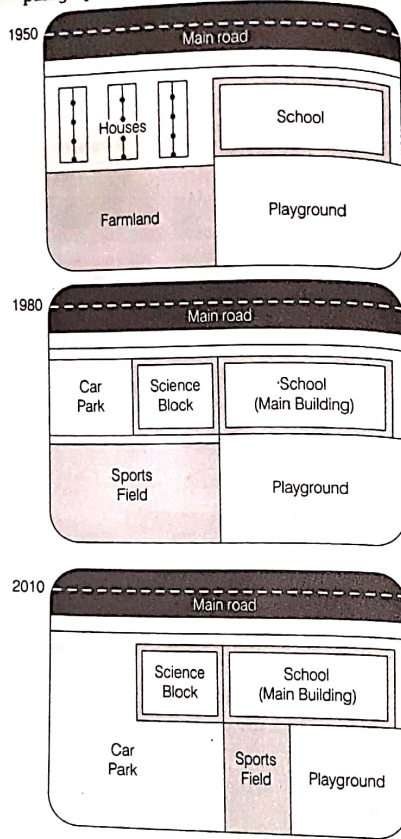 1950
Main road
Houses
School
Farmland
Playground
1980
Main road
Car
Park
Science
Block
School
(Main Building)
Sports
Field
Playground
2010
Main road
Science
Block
School
(Main Building)
Car
Park
Sports
Field
Playground